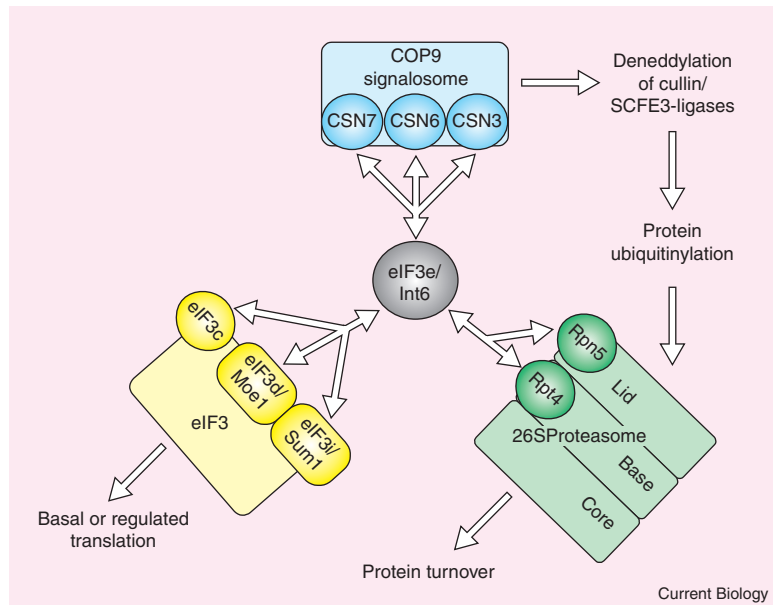 COP9
signalosome
CSN7 CSN6 CSN3
Deneddylation
of cullin/
SCFE3-ligases
Protein
ubiquitinylation
eIF3e/
Int6
eIF3c
eIF3d/
Moe1
eIF3i/
Sum1
eIF3
Basal or regulated
translation
Rpn5
Rpt4
Lid
26SProteasome
Base
Core
Protein turnover
Current Biology